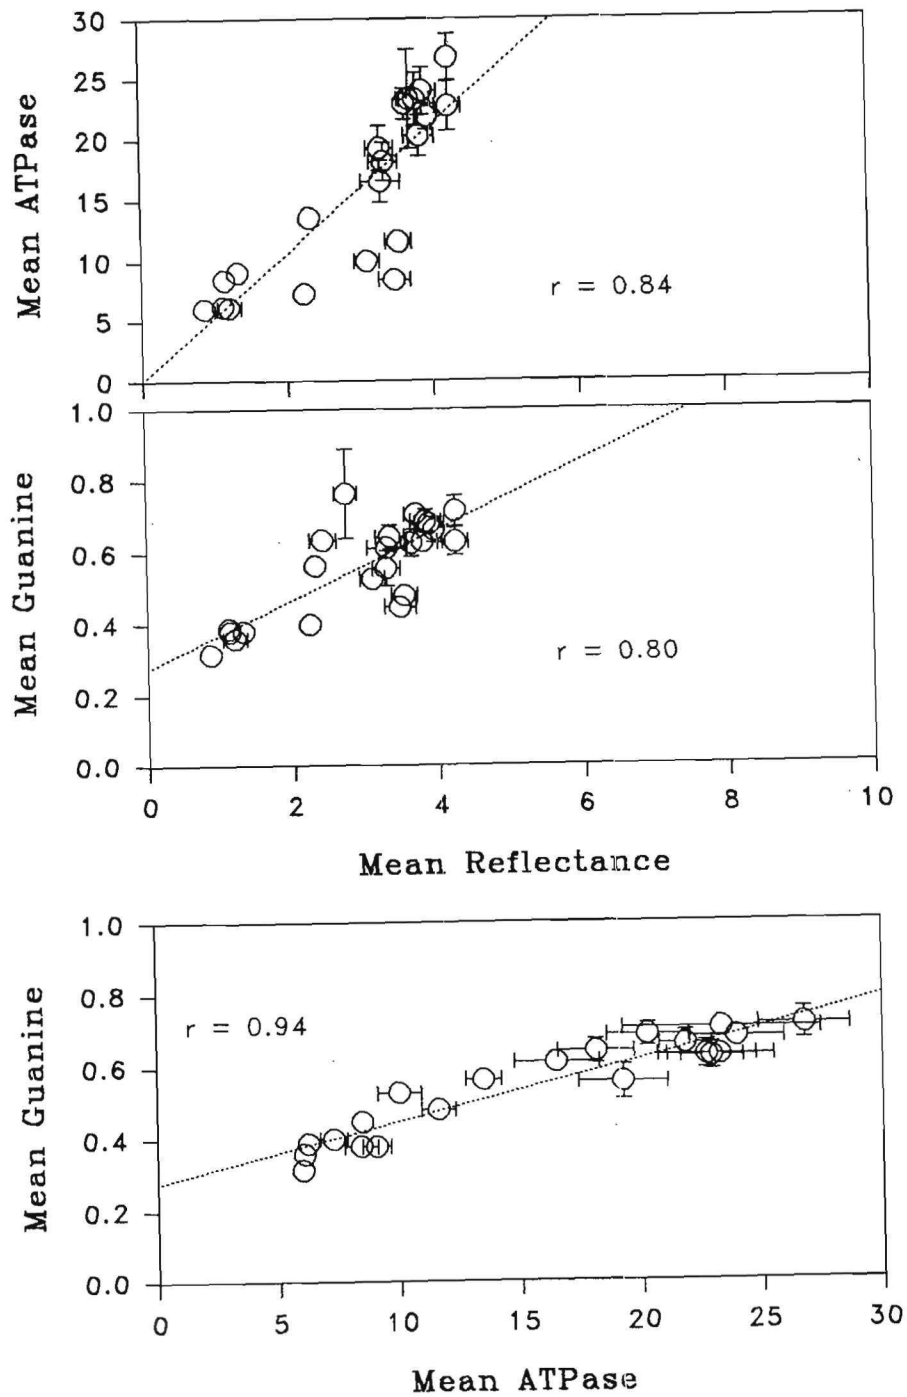 30
25
20
15
10
5
0
Mean ATPase
r = 0.84
1.0
0.8
0.6
0.4
0.2
0.0
Mean Guanine
r = 0.80
0 2 4 6 8 10
Mean Reflectance
1.0
0.8
0.6
0.4
0.2
0.0
Mean Guanine
r = 0.94
0 5 10 15 20 25 30
Mean ATPase